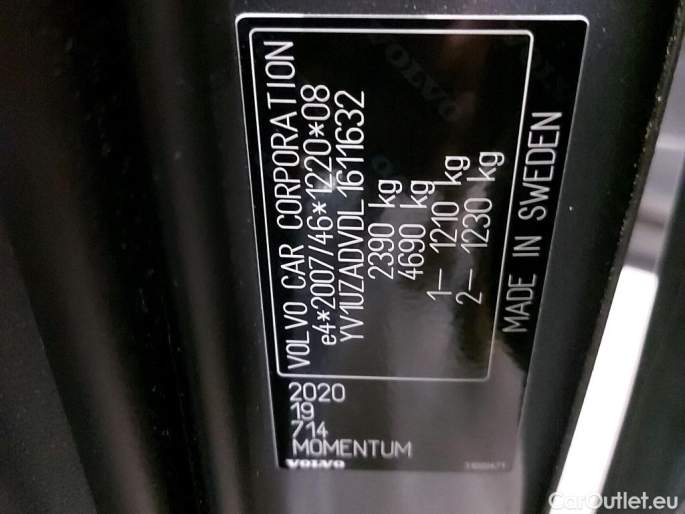 VOLVO CAR CORPORATION
e4*2007/46*1220*08
YV1UZADVDL1611632
2390 kg
4690 kg
1— 1210 kg
2— 1230 kg
MADE IN SWEDEN
2020
19
714
MOMENTUM
VOLVO
CarOutlet.eu